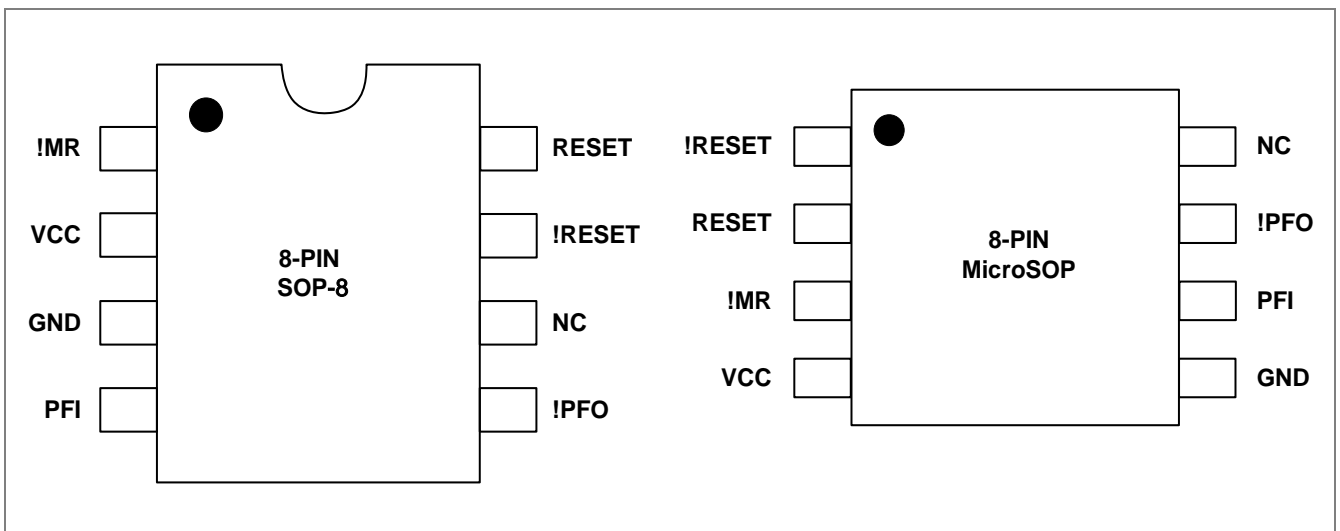 !MR
VCC
GND
PFI
8-PIN
SOP-8
RESET
!RESET
NC
!PFO
!RESET
RESET
!MR
VCC
8-PIN
MicroSOP
NC
!PFO
PFI
GND